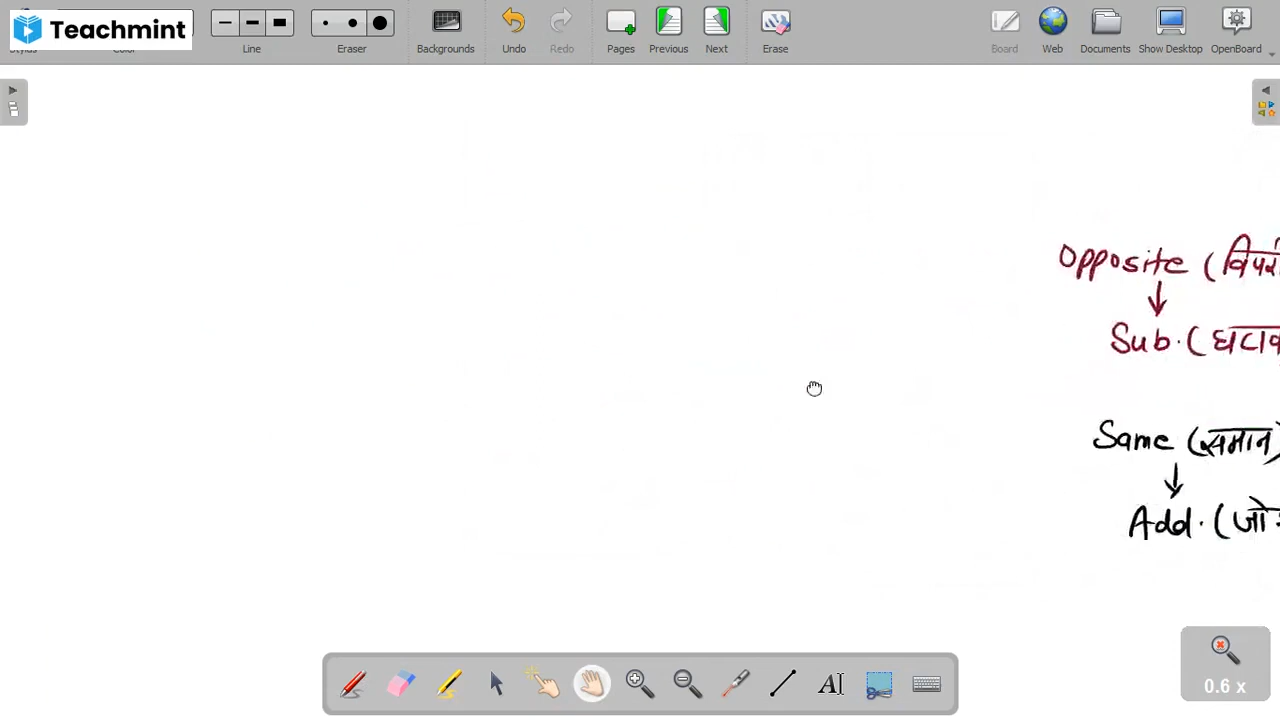 Teachmint
Line
Eraser
Backgrounds
Undo
Redo
Pages
Previous
Next
Erase
Board
Web
Documents
Show Desktop
OpenBoard
Opposite (
↓
Sub. (
Same (समान)
↓
Add. (
0.6 x